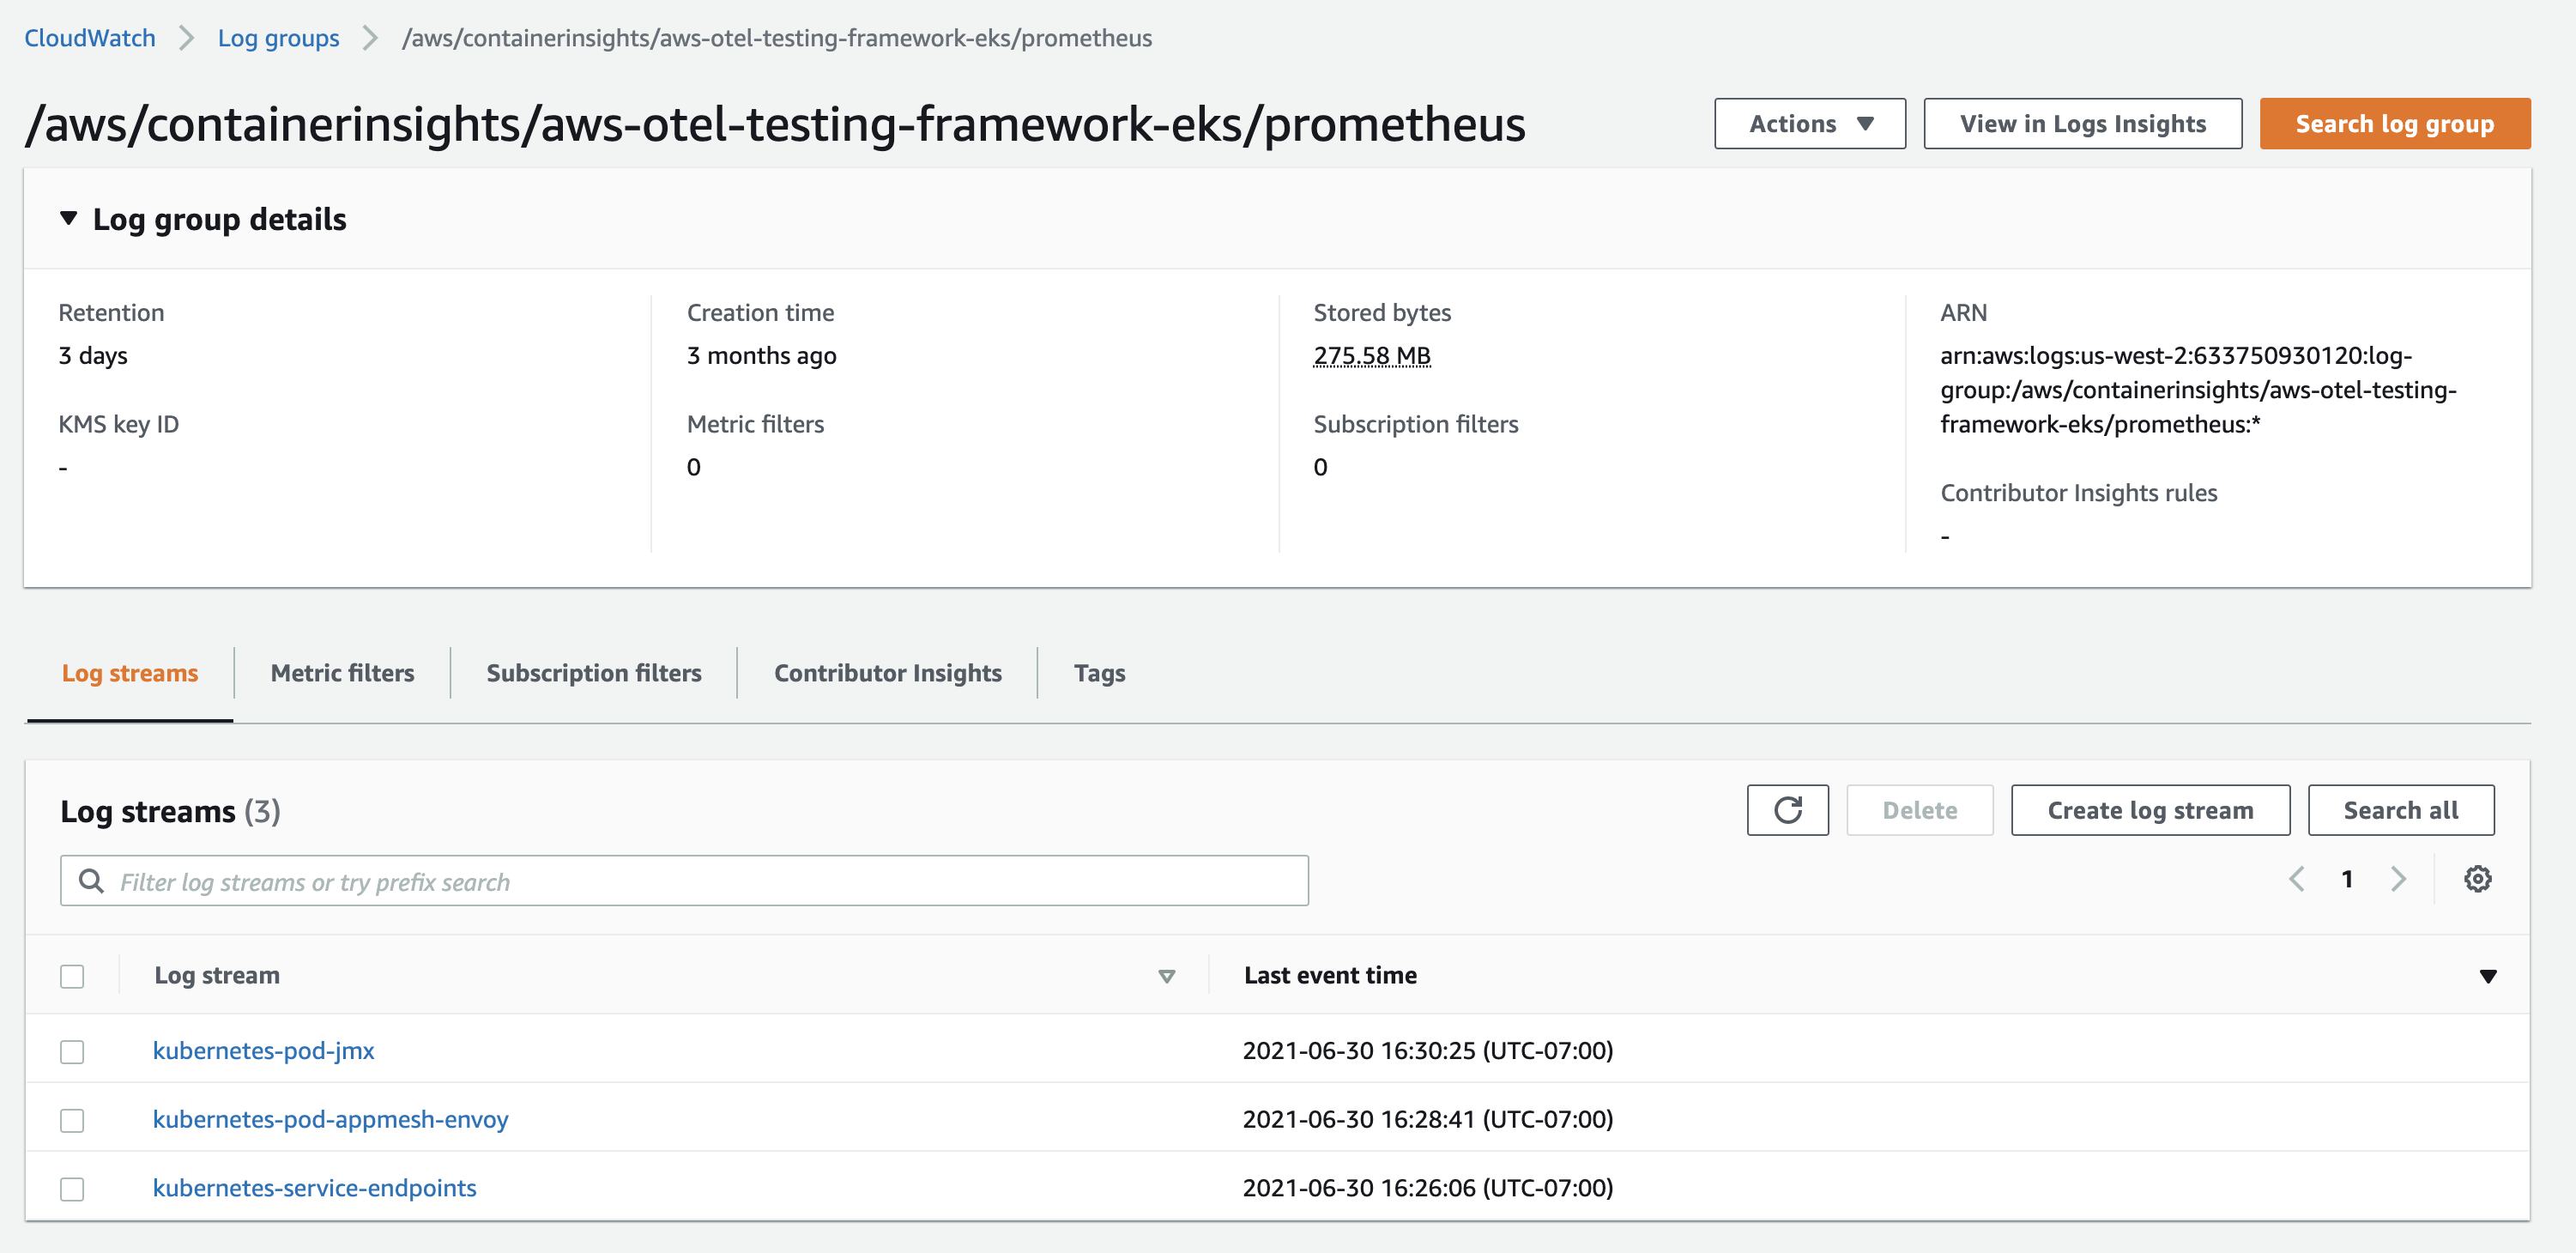 CloudWatch > Log groups > /aws/containerinsights/aws-otel-testing-framework-eks/prometheus
/aws/containerinsights/aws-otel-testing-framework-eks/prometheus
Actions
View in Logs Insights
Search log group
Log group details
Retention
3 days
KMS key ID
-
Creation time
3 months ago
Metric filters
0
Stored bytes
275.58 MB
Subscription filters
0
ARN
arn:aws:logs:us-west-2:633750930120:log-
group:/aws/containerinsights/aws-otel-testing-
framework-eks/prometheus:*
Contributor Insights rules
-
Log streams
Metric filters
Subscription filters
Contributor Insights
Tags
Log streams (3)
Delete
Create log stream
Search all
Filter log streams or try prefix search
1
Log stream
Last event time
kubernetes-pod-jmx
2021-06-30 16:30:25 (UTC-07:00)
kubernetes-pod-appmesh-envoy
2021-06-30 16:28:41 (UTC-07:00)
kubernetes-service-endpoints
2021-06-30 16:26:06 (UTC-07:00)